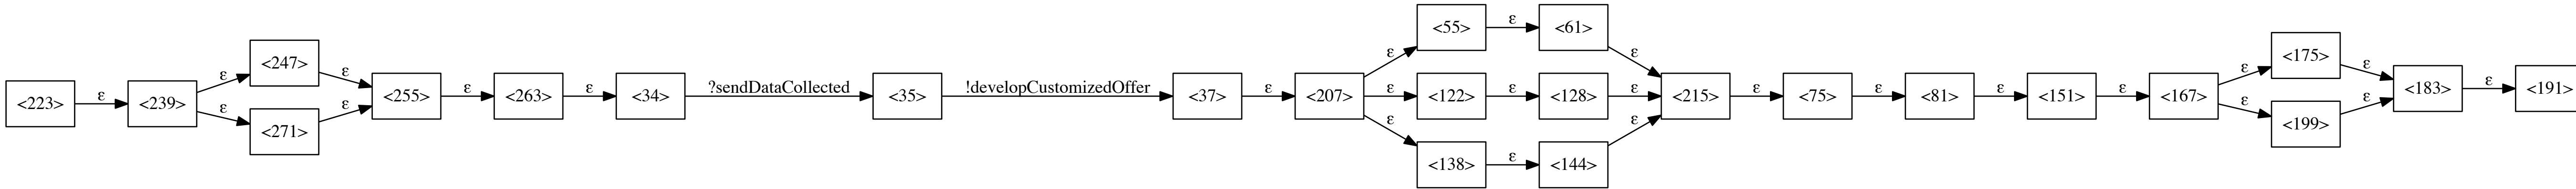 <223>
ε
<239>
ε
<247>
ε
ε
<271>
ε
<255>
ε
<263>
ε
<34>
?sendDataCollected
<35>
!developCustomizedOffer
<37>
ε
<207>
ε
<55>
ε
<61>
ε
ε
<122>
ε
<128>
ε
ε
<138>
ε
<144>
ε
<215>
ε
<75>
ε
<81>
ε
<151>
ε
<167>
ε
<175>
ε
ε
<199>
ε
<183>
ε
<191>